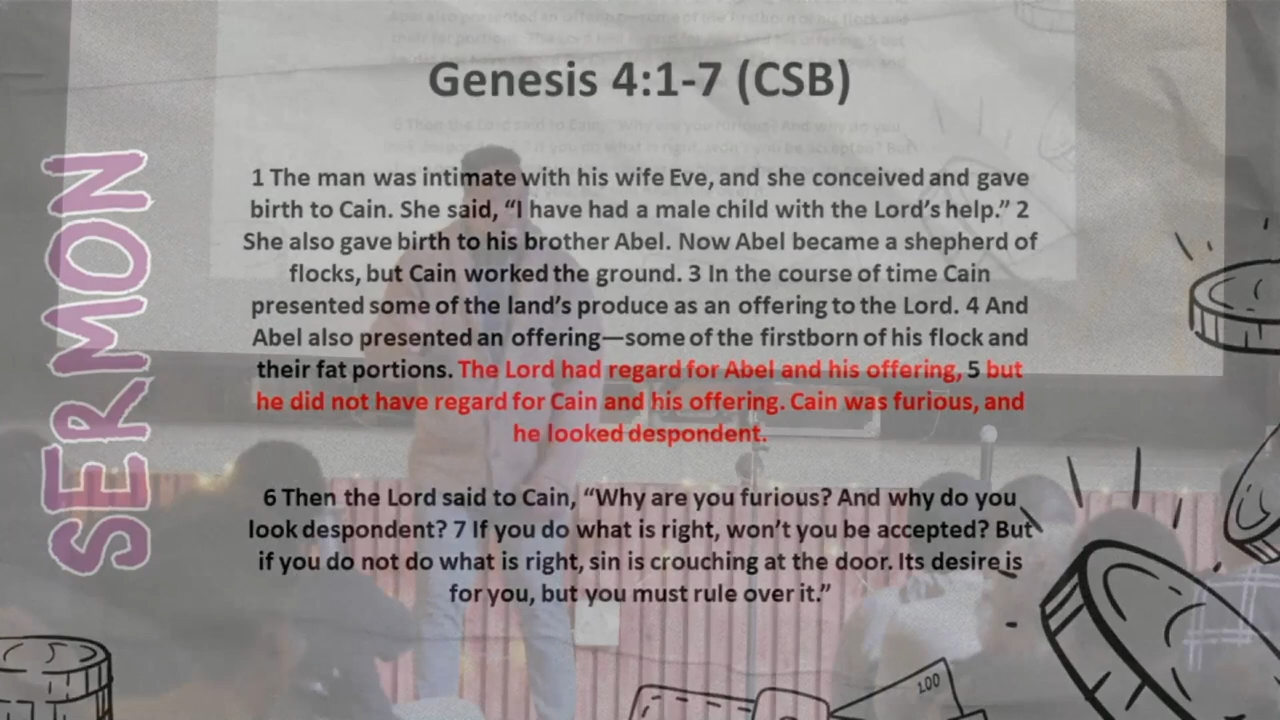 Genesis 4:1-7 (CSB)
1 The man was intimate with his wife Eve, and she conceived and gave
birth to Cain. She said, “I have had a male child with the Lord’s help.” 2
She also gave birth to his brother Abel. Now Abel became a shepherd of
flocks, but Cain worked the ground. 3 In the course of time Cain
presented some of the land’s produce as an offering to the Lord. 4 And
Abel also presented an offering—some of the firstborn of his flock and
their fat portions. The Lord had regard for Abel and his offering, 5 but
he did not have regard for Cain and his offering. Cain was furious, and
he looked despondent.
6 Then the Lord said to Cain, “Why are you furious? And why do you
look despondent? 7 If you do what is right, won’t you be accepted? But
if you do not do what is right, sin is crouching at the door. Its desire is
for you, but you must rule over it.”
SERMON
100